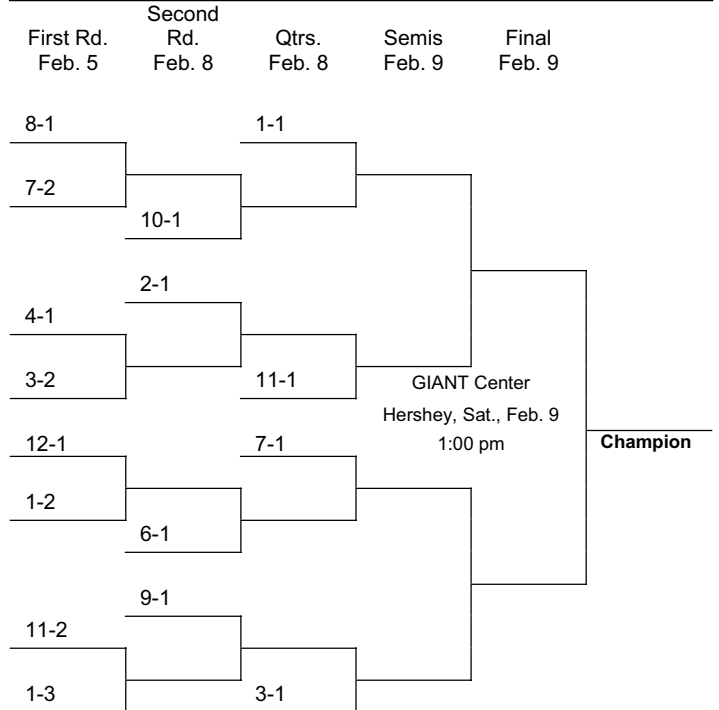 Second
First Rd. Rd. Qtrs. Semis Final
Feb. 5 Feb. 8 Feb. 8 Feb. 9 Feb. 9
8-1 1-1
7-2
10-1
2-1
4-1
3-2 11-1 GIANT Center
Hershey, Sat., Feb. 9
12-1 7-1 1:00 pm Champion
1-2
6-1
9-1
11-2
1-3 3-1